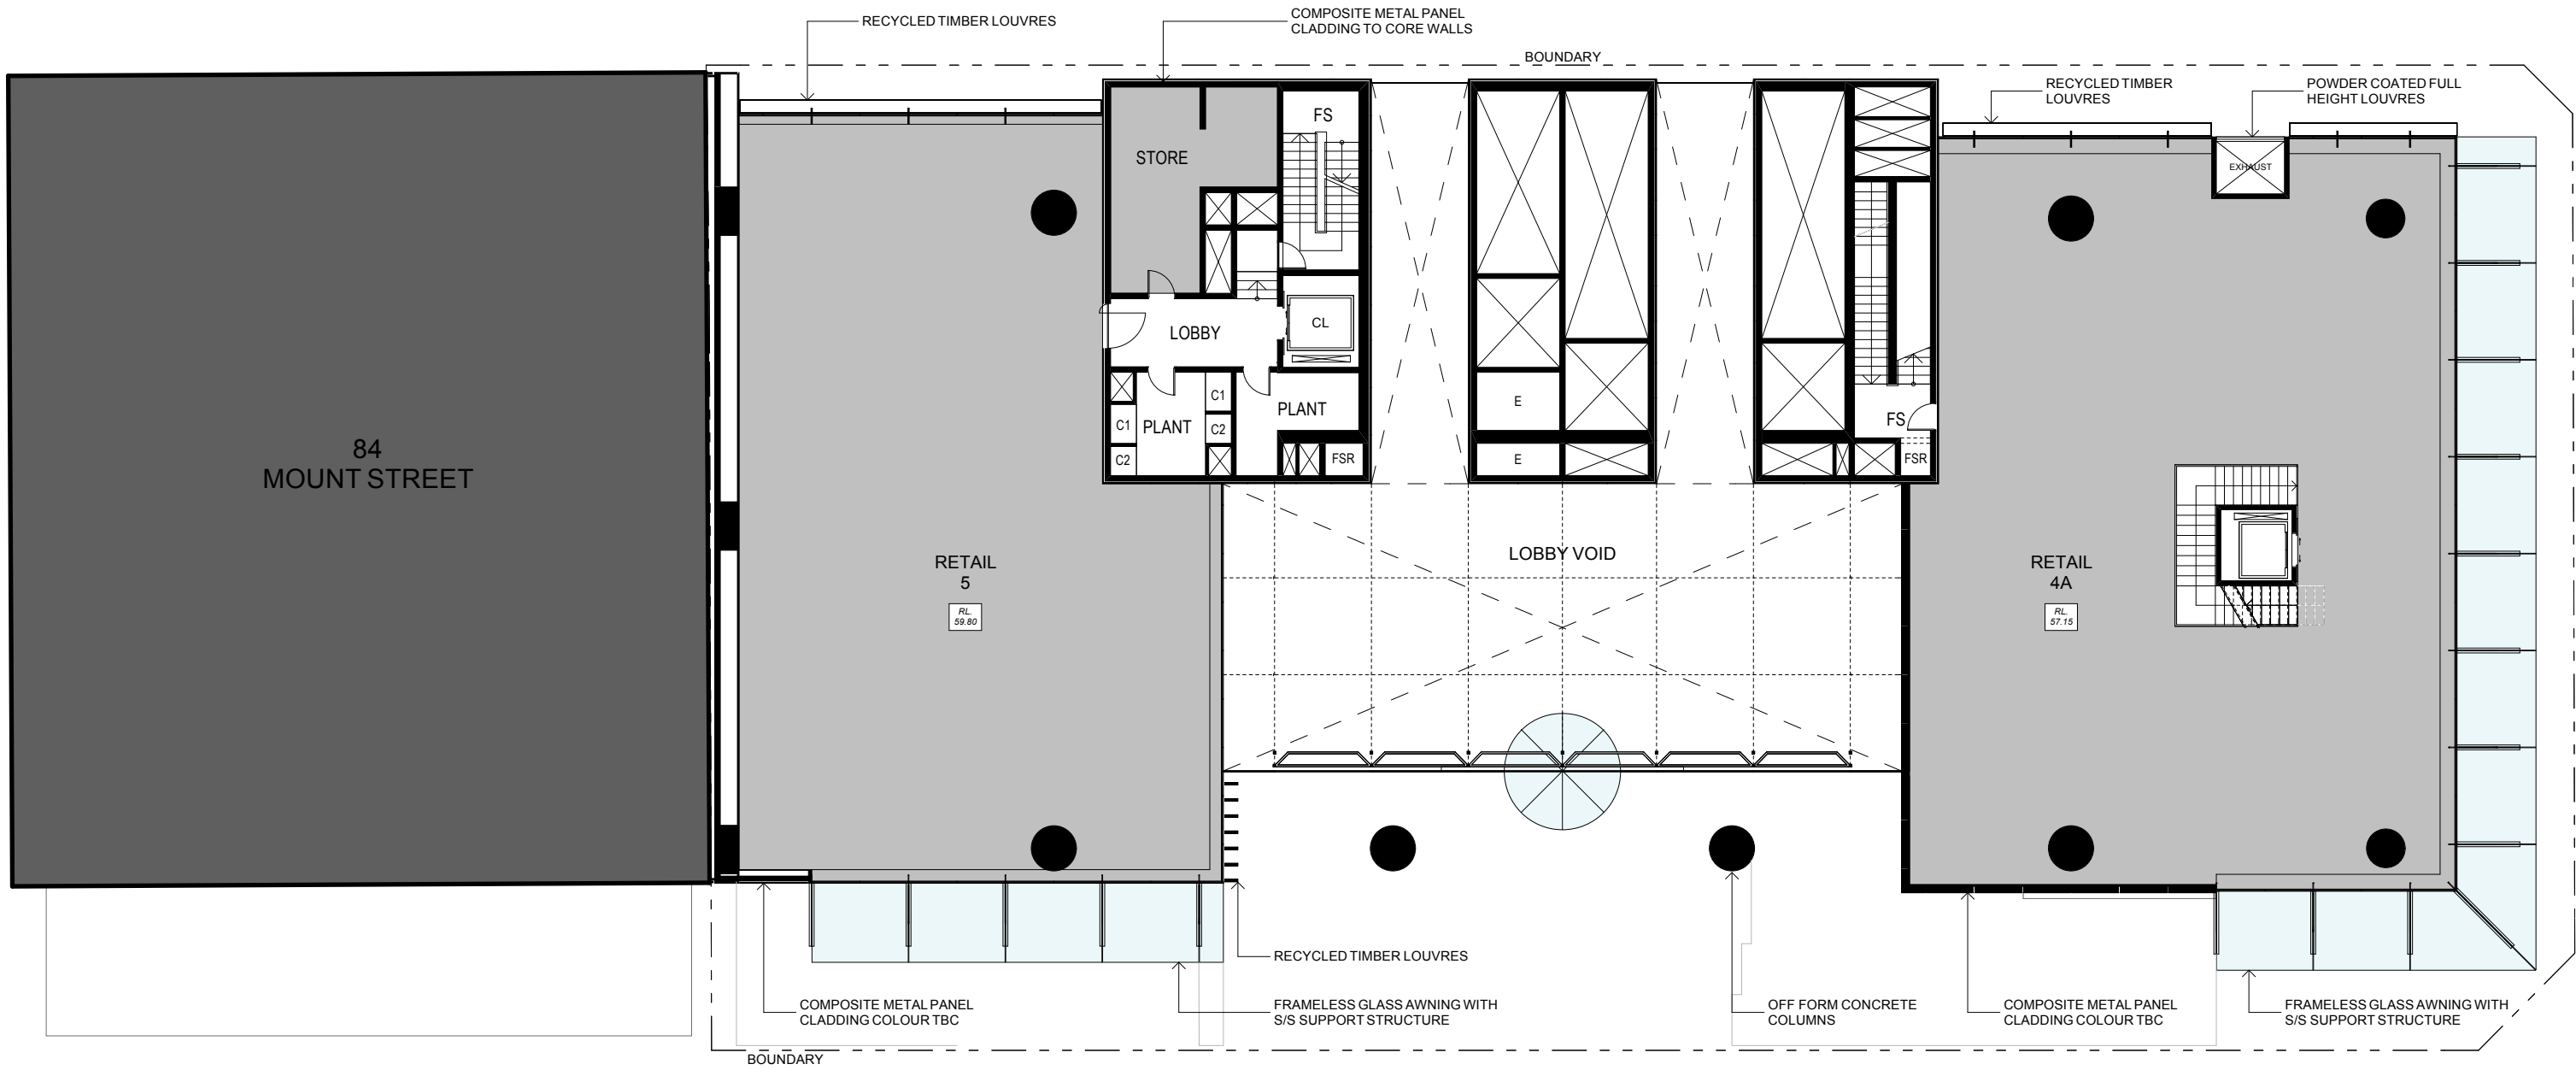 RECYCLED TIMBER LOUVRES
COMPOSITE METAL PANEL
CLADDING TO CORE WALLS
BOUNDARY
RECYCLED TIMBER
LOUVRES
POWDER COATED FULL
HEIGHT LOUVRES
FS
STORE
EXHAUST
LOBBY
CL
C1
C1
PLANT
C2
C2
PLANT
FSR
E
E
FS
FSR
84
MOUNT STREET
RETAIL
5
RL.
59.80
LOBBY VOID
RETAIL
4A
RL.
57.15
RECYCLED TIMBER LOUVRES
COMPOSITE METAL PANEL
CLADDING COLOUR TBC
FRAMELESS GLASS AWNING WITH
S/S SUPPORT STRUCTURE
OFF FORM CONCRETE
COLUMNS
COMPOSITE METAL PANEL
CLADDING COLOUR TBC
FRAMELESS GLASS AWNING WITH
S/S SUPPORT STRUCTURE
BOUNDARY